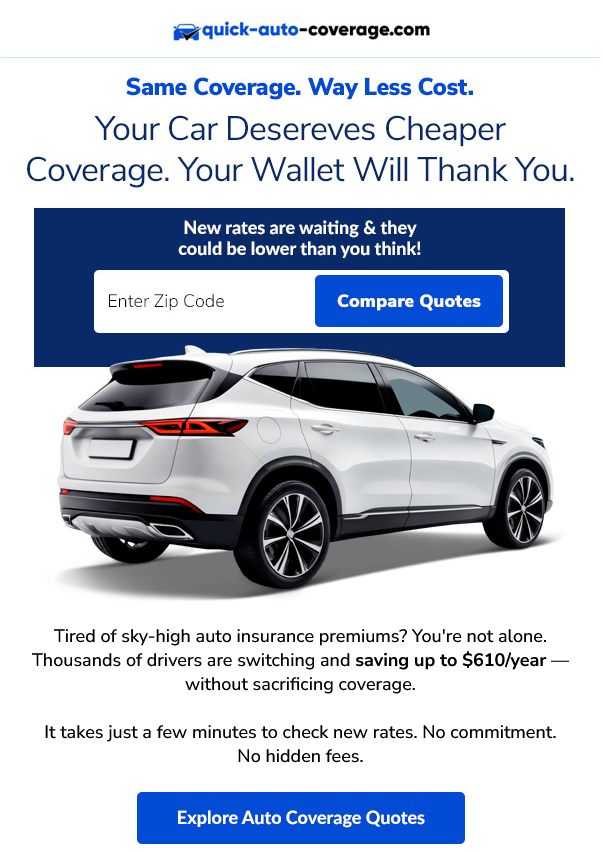 quick-auto-coverage.com
Same Coverage. Way Less Cost.
Your Car Desereves Cheaper
Coverage. Your Wallet Will Thank You.
New rates are waiting & they
could be lower than you think!
Enter Zip Code
Compare Quotes
Tired of sky-high auto insurance premiums? You're not alone.
Thousands of drivers are switching and saving up to $610/year —
without sacrificing coverage.
It takes just a few minutes to check new rates. No commitment.
No hidden fees.
Explore Auto Coverage Quotes